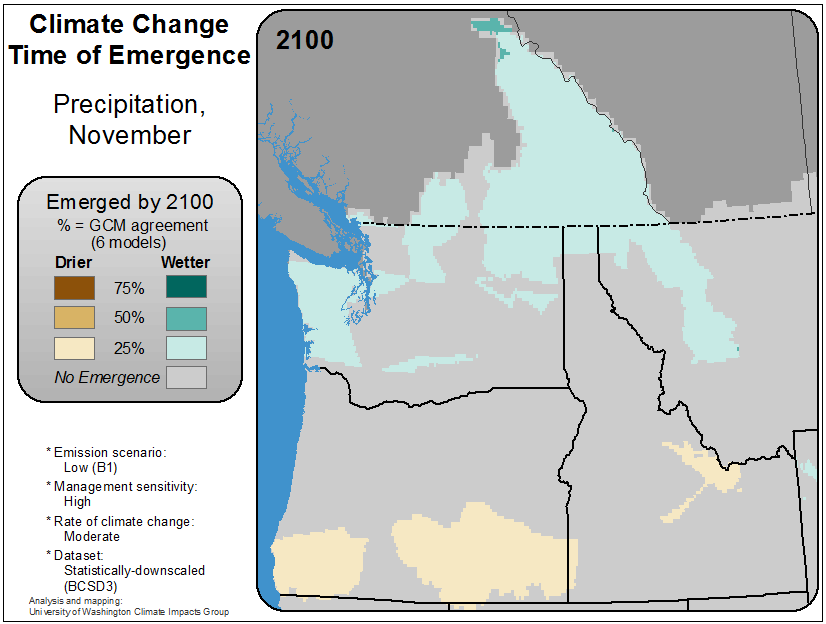 Climate Change
Time of Emergence
Precipitation,
November
2100
Emerged by 2100
% = GCM agreement
(6 models)
Drier Wetter
75%
50%
25%
No Emergence
* Emission scenario:
Low (B1)
* Management sensitivity:
High
* Rate of climate change:
Moderate
* Dataset:
Statistically-downscaled
(BCSD3)
Analysis and mapping:
University of Washington Climate Impacts Group